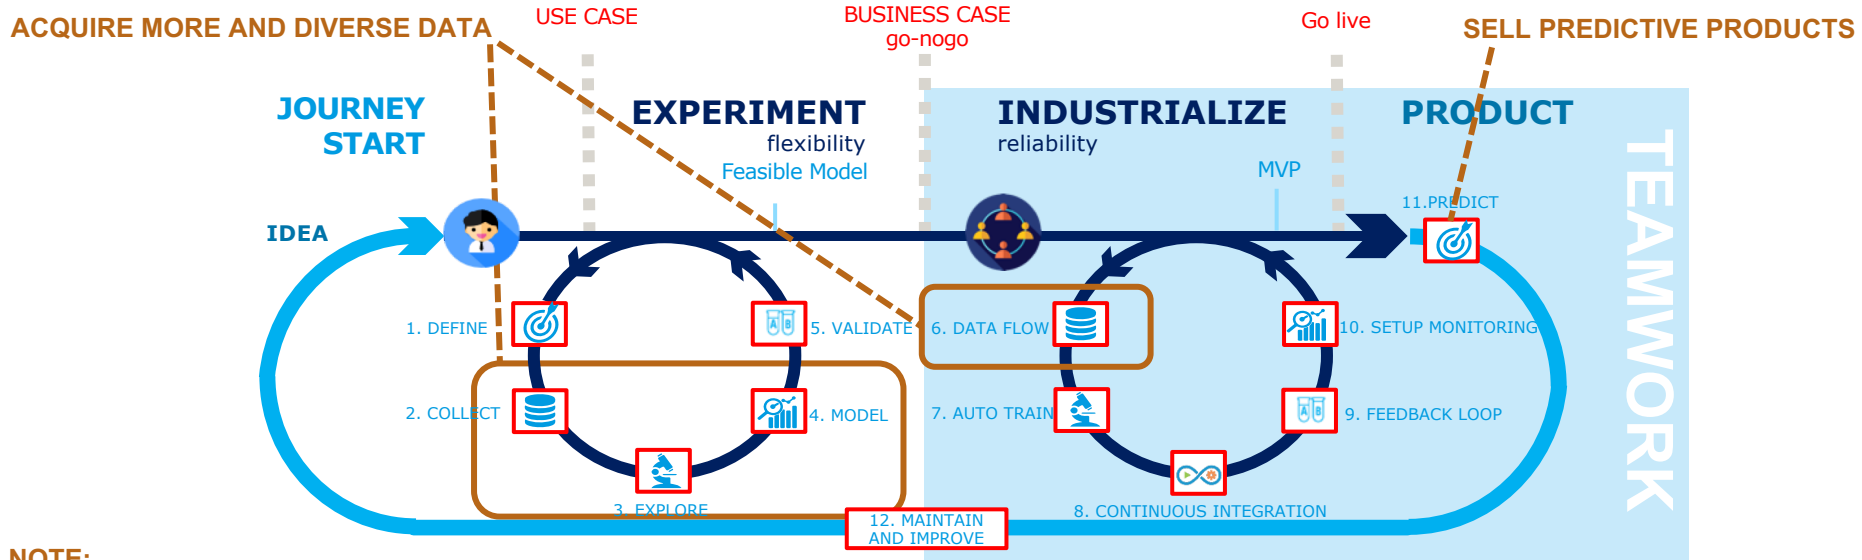 ACQUIRE MORE AND DIVERSE DATA
USE CASE
BUSINESS CASE
go-nogo
Go live
SELL PREDICTIVE PRODUCTS
JOURNEY
START
EXPERIMENT
flexibility
Feasible Model
INDUSTRIALIZE
reliability
MVP
PRODUCT
TEAMWORK
IDEA
11.PREDICT
1. DEFINE
5. VALIDATE
6. DATA FLOW
10. SETUP MONITORING
2. COLLECT
4. MODEL
7. AUTO TRAIN
9. FEEDBACK LOOP
A B
A B
3. EXPLORE
8. CONTINUOUS INTEGRATION
12. MAINTAIN
AND IMPROVE
NOTE: